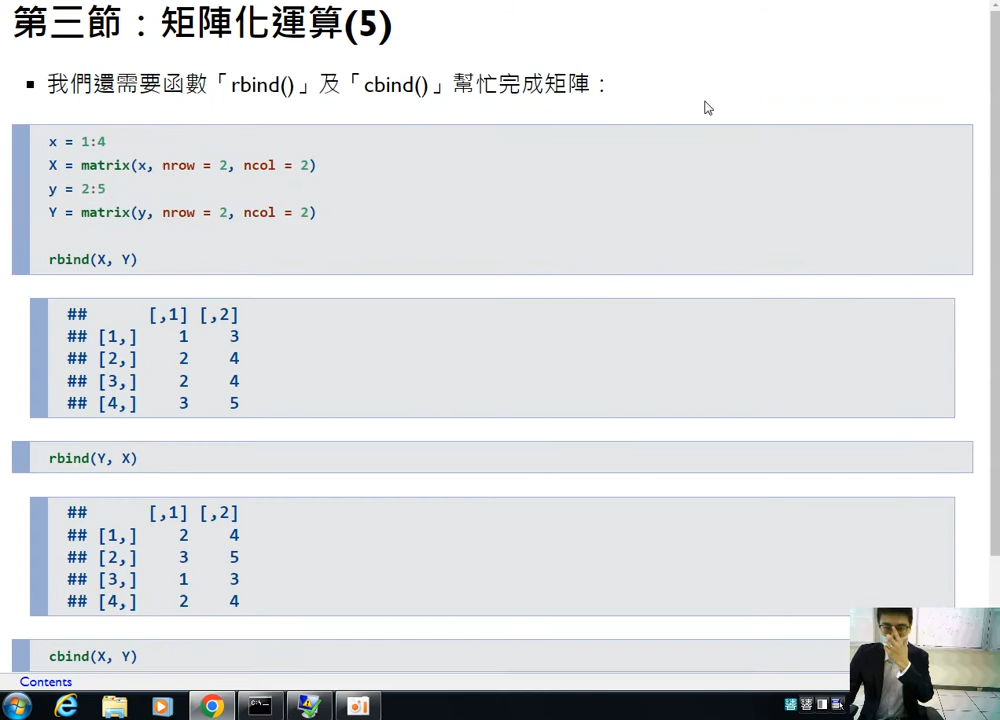 第三節：矩陣化運算(5)
▪ 我們還需要函數「rbind()」及「cbind()」幫忙完成矩陣：
x = 1:4
X = matrix(x, nrow = 2, ncol = 2)
y = 2:5
Y = matrix(y, nrow = 2, ncol = 2)
rbind(X, Y)
## [,1] [,2]
## [1,] 1 3
## [2,] 2 4
## [3,] 2 4
## [4,] 3 5
rbind(Y, X)
## [,1] [,2]
## [1,] 2 4
## [2,] 3 5
## [3,] 1 3
## [4,] 2 4
cbind(X, Y)
Contents